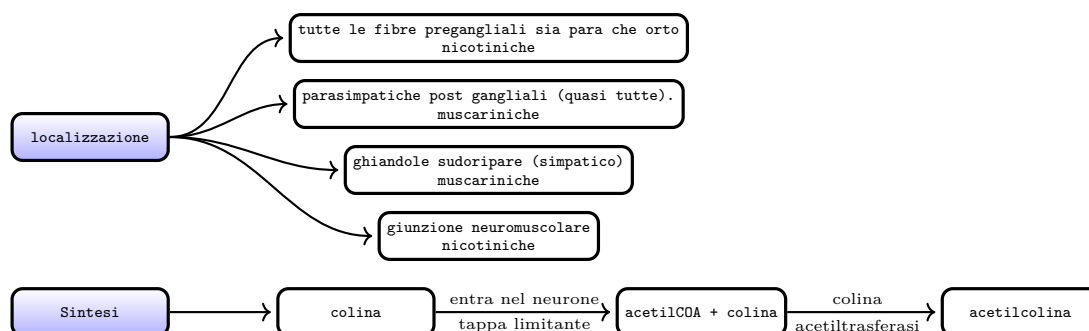 tutte le fibre pregangliali sia para che orto
nicotiniche
parasimpatiche post gangliali (quasi tutte).
muscariniche
localizzazione
ghiandole sudoripare (simpatico)
muscariniche
giunzione neuromuscolare
nicotiniche
Sintesi
colina
entra nel neurone
tappa limitante
acetilCOA + colina
colina
acetiltrasferasi
acetilcolina